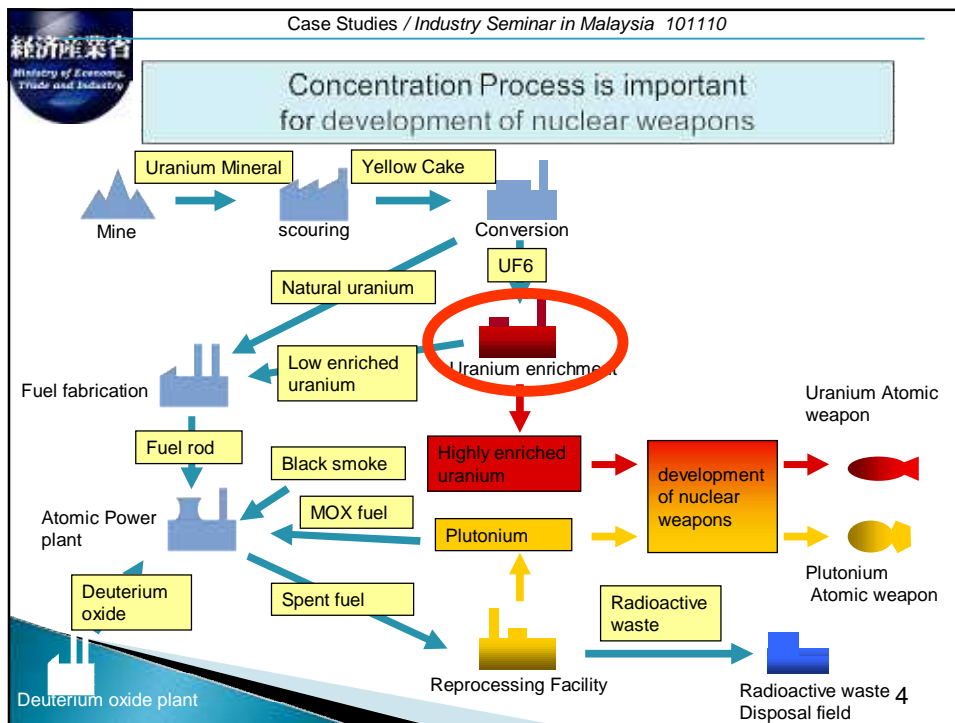 Case Studies / Industry Seminar in Malaysia 101110
経済産業省
Ministry of Economy,
Trade and Industry
Concentration Process is important
for development of nuclear weapons
Uranium Mineral
Yellow Cake
Mine
scouring
Conversion
UF6
Natural uranium
Low enriched
uranium
Uranium enrichment
Fuel fabrication
Uranium Atomic
weapon
Fuel rod
Black smoke
Highly enriched
uranium
development
of nuclear
weapons
MOX fuel
Atomic Power
plant
Plutonium
Plutonium
Atomic weapon
Deuterium
oxide
Spent fuel
Radioactive
waste
Deuterium oxide plant
Reprocessing Facility
Radioactive waste
Disposal field
4